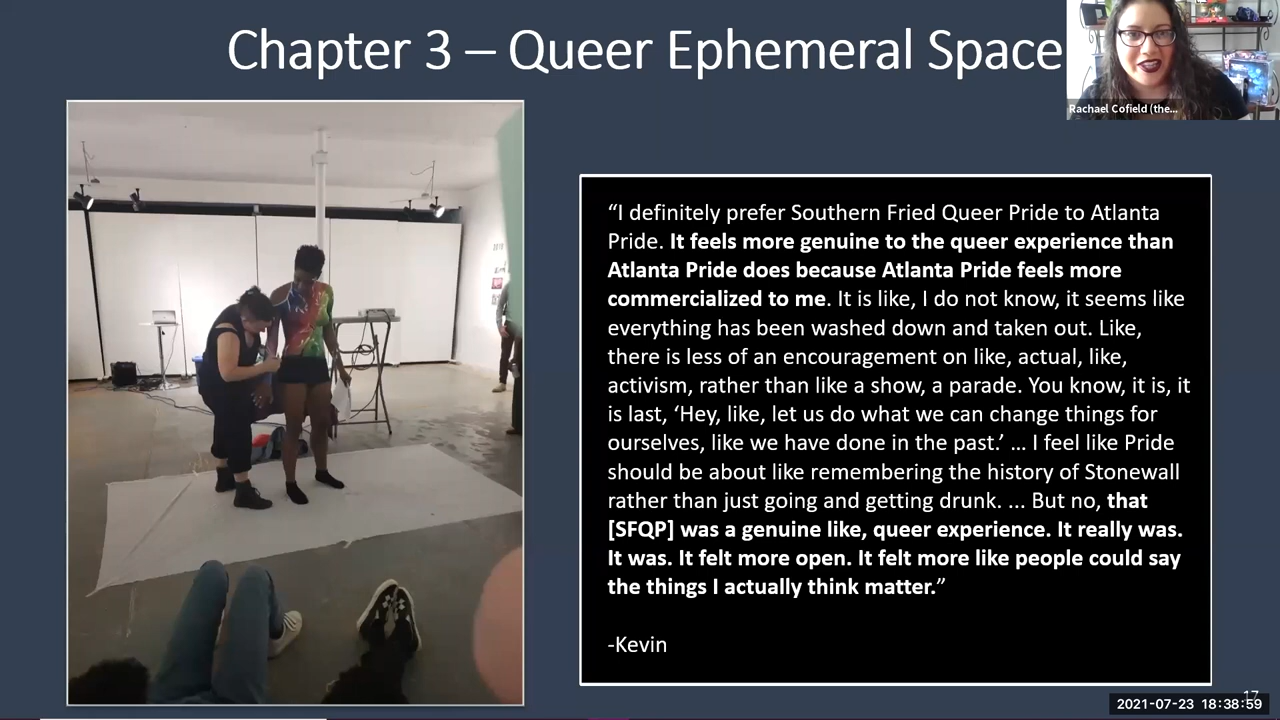 Chapter 3 – Queer Ephemeral Space
Rachael Cofield (the...
“I definitely prefer Southern Fried Queer Pride to Atlanta
Pride. It feels more genuine to the queer experience than
Atlanta Pride does because Atlanta Pride feels more
commercialized to me. It is like, I do not know, it seems like
everything has been washed down and taken out. Like,
there is less of an encouragement on like, actual, like,
activism, rather than like a show, a parade. You know, it is, it
is last, ‘Hey, like, let us do what we can change things for
ourselves, like we have done in the past.’ ... I feel like Pride
should be about like remembering the history of Stonewall
rather than just going and getting drunk. ... But no, that
[SFQP] was a genuine like, queer experience. It really was.
It was. It felt more open. It felt more like people could say
the things I actually think matter.”
-Kevin
17
2021-07-23 18:38:59